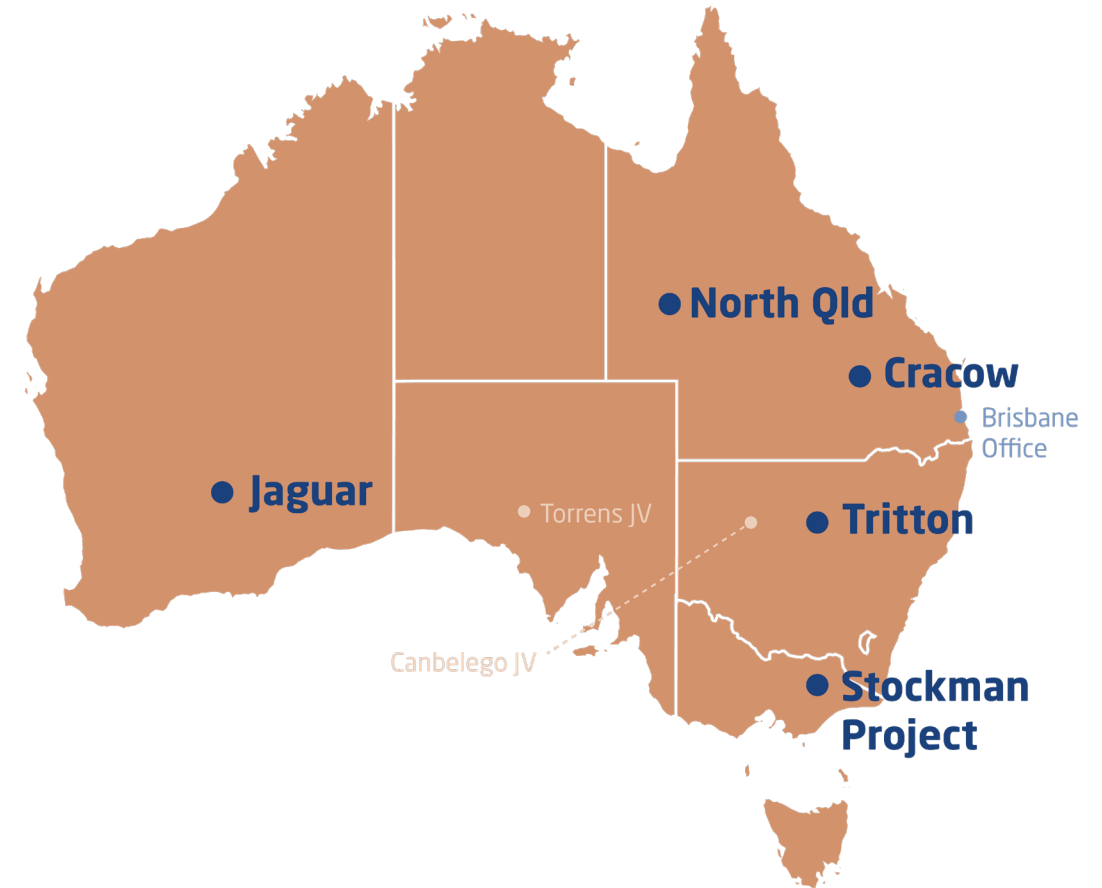 North Qld
Cracow
Brisbane
Office
Jaguar
Torrens JV
Tritton
Canbelego JV
Stockman
Project